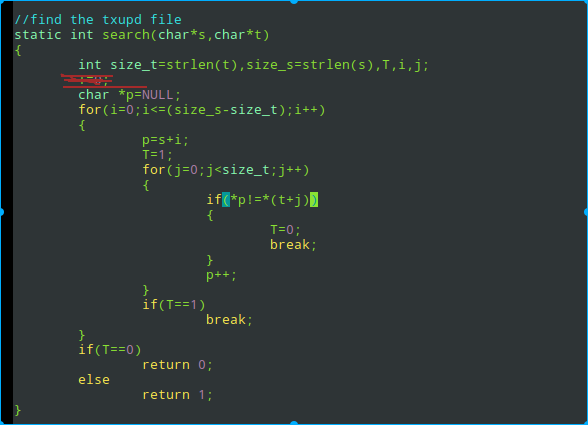 //find the txupd file
static int search(char*s,char*t)
{
int size_t=strlen(t),size_s=strlen(s),T,i,j;
char *p=NULL;
for(i=0;i<=(size_s-size_t);i++)
{
p=s+i;
T=1;
for(j=0;j<size_t;j++)
{
if(*p!=*(t+j))
{
T=0;
break;
}
p++;
}
if(T==1)
break;
}
if(T==0)
return 0;
else
return 1;
}